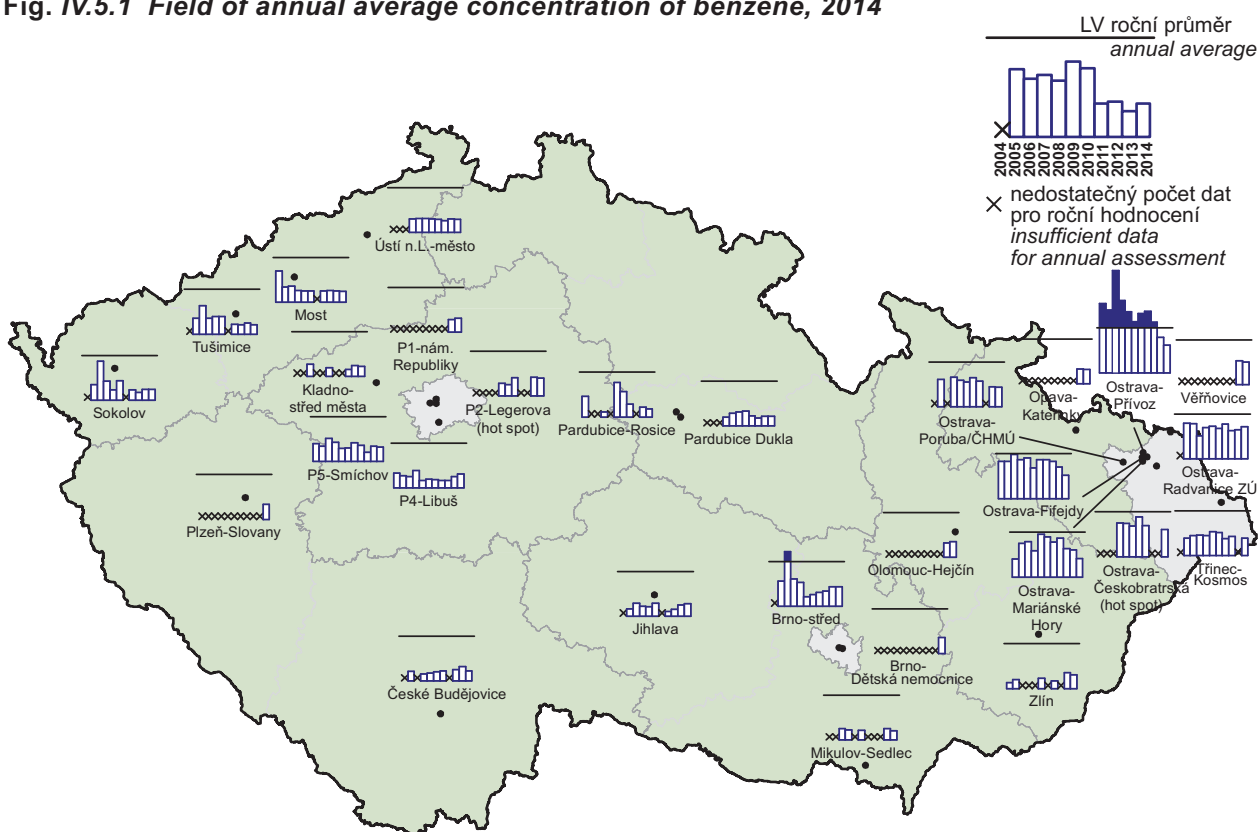 Fig. IV.5.1 Field of annual average concentration of benzene, 2014
LV roční průměr
annual average
2004
2005
2006
2007
2008
2009
2010
2011
2012
2013
2014
× nedostatečný počet dat
pro roční hodnocení
insufficient data
for annual assessment
Ústí n.L.-město
Most
Tušimice
Sokolov
P1-nám.
Republiky
Kladno-
střed města
P2-Legerova
(hot spot)
Pardubice-Rosice
Pardubice Dukla
P5-Smíchov
P4-Libuš
Plzeň-Slovany
Ostrava-
Poruba/ČHMÚ
Opava-
Kateřinky
Ostrava-
Přívoz
Věřňovice
Ostrava-
Radvanice ZÚ
Ostrava-Fifejdy
Olomouc-Hejčín
Ostrava-
Mariánské
Hory
Ostrava-
Českobratrská
(hot spot)
Třinec-
Kosmos
Jihlava
Brno-střed
Brno-
Dětská nemocnice
České Budějovice
Zlín
Mikulov-Sedlec